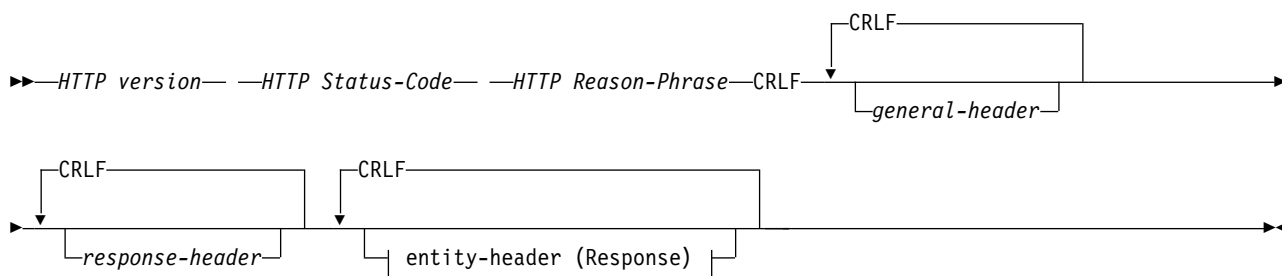 CRLF
HTTP version HTTP Status-Code HTTP Reason-Phrase CRLF
general-header
CRLF CRLF
response-header entity-header (Response)